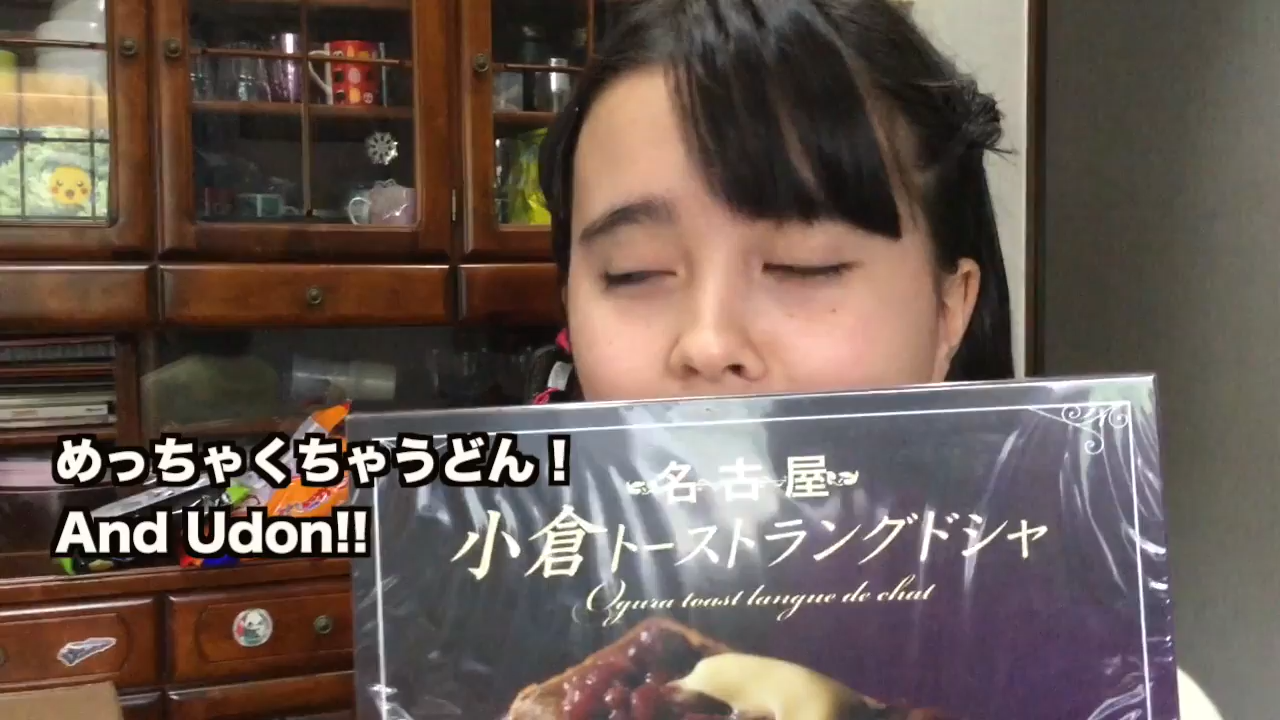 めっちゃくちゃうどん！
And Udon!!
名古屋
小倉トーストラングドシャ
Ogura toast langue de chat